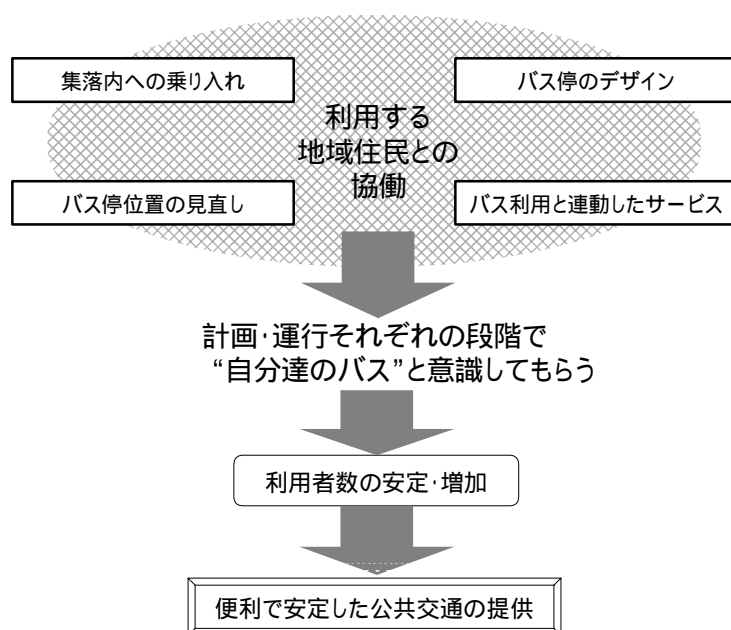 集落内への乗り入れ
バス停のデザイン
利用する
地域住民との
協働
バス停位置の見直し
バス利用と連動したサービス
計画・運行それぞれの段階で
“自分達のバス”と意識してもらう
利用者数の安定・増加
便利で安定した公共交通の提供